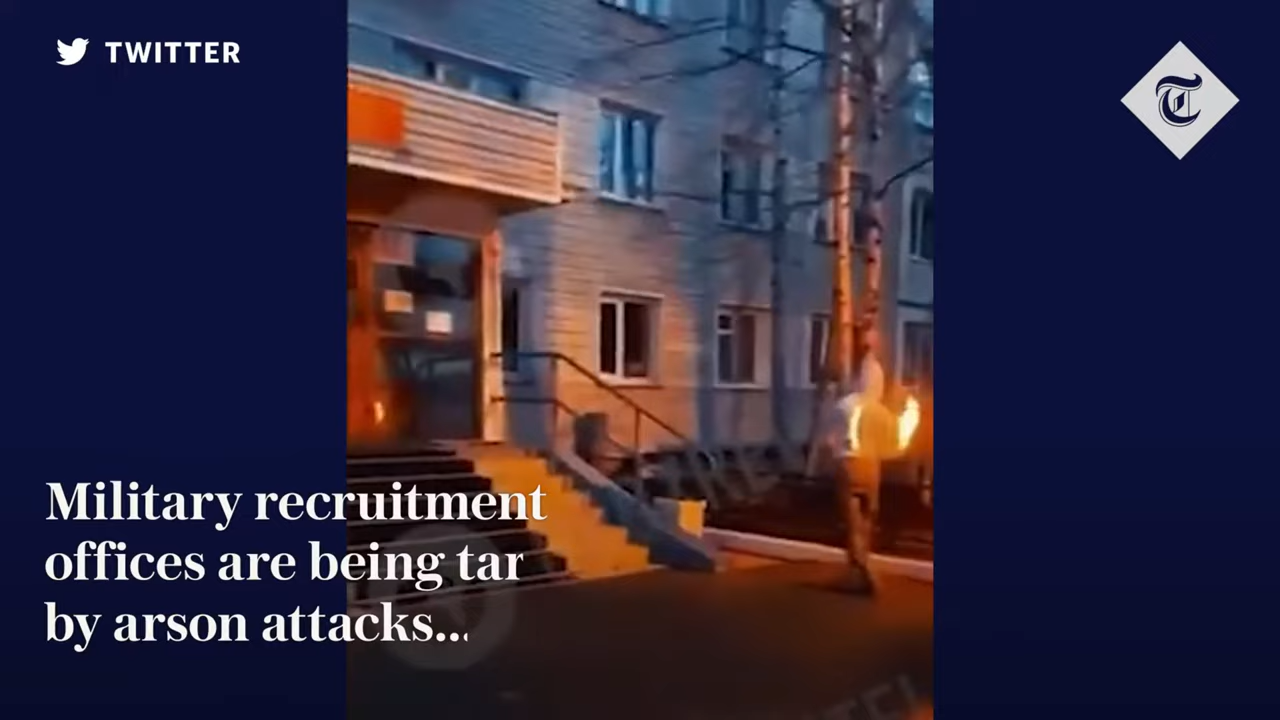 TWITTER
T
Military recruitment
offices are being tar
by arson attacks...